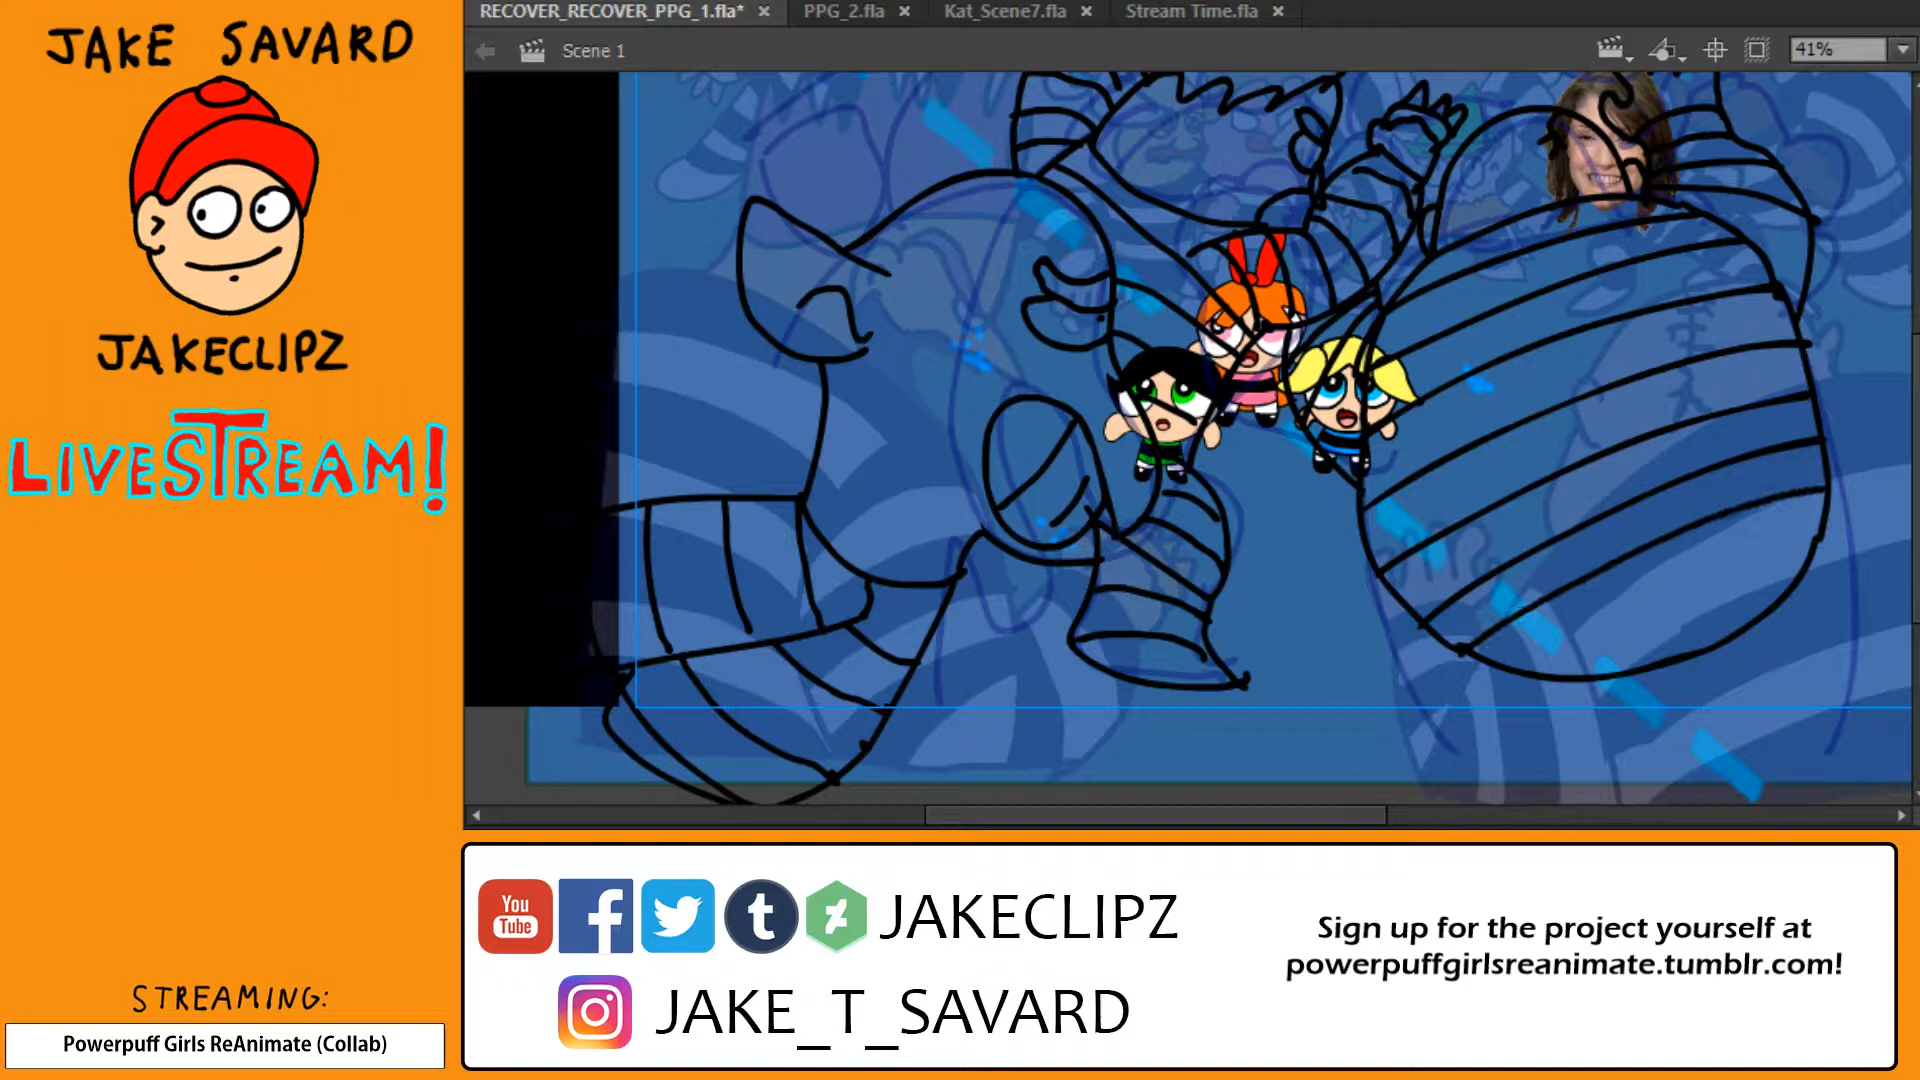 JAKE SAVARD
JAKECLIPZ
LIVESTREAM!
STREAMING:
Powerpuff Girls ReAnimate (Collab)
RECOVER_RECOVER_PPG_1.fla*
PPG_2.fla
Kat_Scene7.fla
Stream Time.fla
Scene 1
41%
You
Tube
JAKECLIPZ
JAKE_T_SAVARD
Sign up for the project yourself at
powerpuffgirlsreanimate.tumblr.com!